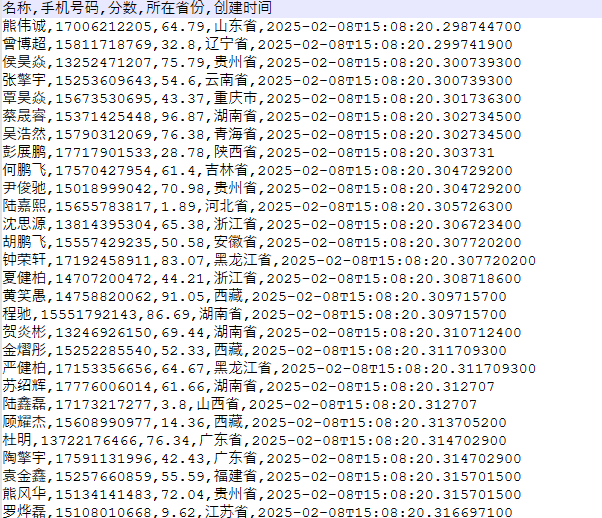 名称,手机号码,分数,所在省份,创建时间
熊伟诚,17006212205,64.79,山东省,2025-02-08T15:08:20.298744700
曾博超,15811718769,32.8,辽宁省,2025-02-08T15:08:20.299741900
侯昊焱,13252471207,75.79,贵州省,2025-02-08T15:08:20.300739300
张擎宇,15253609643,54.6,云南省,2025-02-08T15:08:20.300739300
覃昊焱,15673530695,43.37,重庆市,2025-02-08T15:08:20.301736300
蔡晟睿,15371425448,96.87,湖南省,2025-02-08T15:08:20.302734500
吴浩然,15790312069,76.38,青海省,2025-02-08T15:08:20.302734500
彭展鹏,17717901533,28.78,陕西省,2025-02-08T15:08:20.303731
何鹏飞,17570427954,61.4,吉林省,2025-02-08T15:08:20.304729200
尹俊驰,15018999042,70.98,贵州省,2025-02-08T15:08:20.304729200
陆嘉熙,15655783817,1.89,河北省,2025-02-08T15:08:20.305726300
沈思源,13814395304,65.38,浙江省,2025-02-08T15:08:20.306723400
胡鹏飞,15557429235,50.58,安徽省,2025-02-08T15:08:20.307720200
钟荣轩,17192458911,83.07,黑龙江省,2025-02-08T15:08:20.307720200
夏健柏,14707200472,44.21,浙江省,2025-02-08T15:08:20.308718600
黄笑愚,14758820062,91.05,西藏,2025-02-08T15:08:20.309715700
程驰,15551792143,86.69,湖南省,2025-02-08T15:08:20.309715700
贺炎彬,13246926150,69.44,湖南省,2025-02-08T15:08:20.310712400
金熠彤,15252285540,52.33,西藏,2025-02-08T15:08:20.311709300
严健柏,17153356656,64.67,黑龙江省,2025-02-08T15:08:20.311709300
苏绍辉,17776006014,61.66,湖南省,2025-02-08T15:08:20.312707
陆鑫磊,17173217277,3.8,山西省,2025-02-08T15:08:20.312707
顾耀杰,15608990977,14.36,西藏,2025-02-08T15:08:20.313705200
杜明,13722176466,76.34,广东省,2025-02-08T15:08:20.314702900
陶擎宇,17591131996,42.43,广东省,2025-02-08T15:08:20.314702900
袁金鑫,15257660859,55.59,福建省,2025-02-08T15:08:20.315701500
熊风华,15134141483,72.04,贵州省,2025-02-08T15:08:20.315701500
罗烨磊,15108010668,9.62,江苏省,2025-02-08T15:08:20.316697100